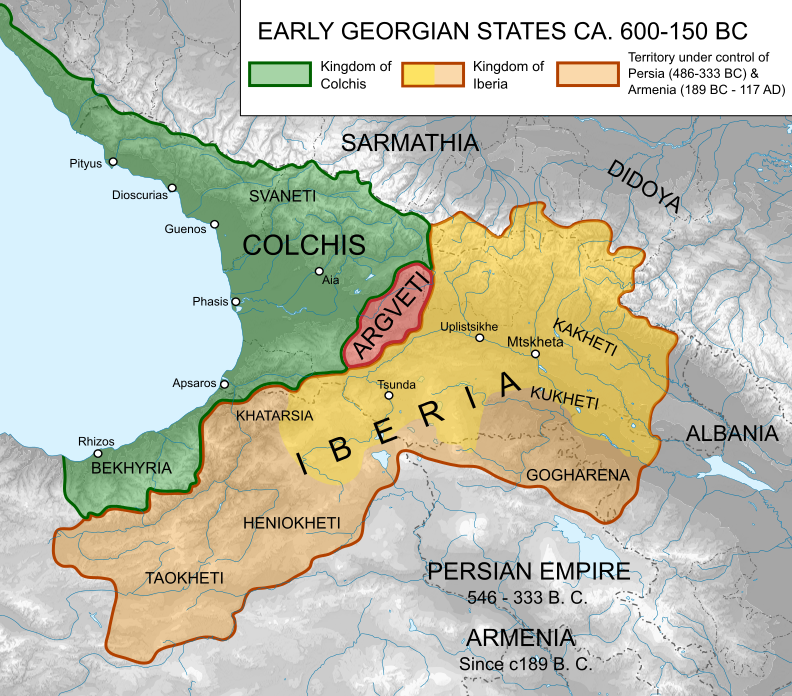 EARLY GEORGIAN STATES CA. 600-150 BC
Kingdom of
Colchis
Kingdom of
Iberia
Territory under control of
Persia (486-333 BC) &
Armenia (189 BC - 117 AD)
SARMATHIA
DIDOYA
Pityus
Dioscurias
SVANETI
Guenos
COLCHIS
Aia
Phasis
ARGVETI
Uplistsikhe
Mtskheta
KAKHETI
Apsaros
Tsunda
KUKHETI
KHATARSIA
IBERIA
ALBANIA
Rhizos
BEKHYRIA
GOGHARENA
HENIOKHETI
TAOKHETI
PERSIAN EMPIRE
546 - 333 B. C.
ARMENIA
Since c189 B. C.